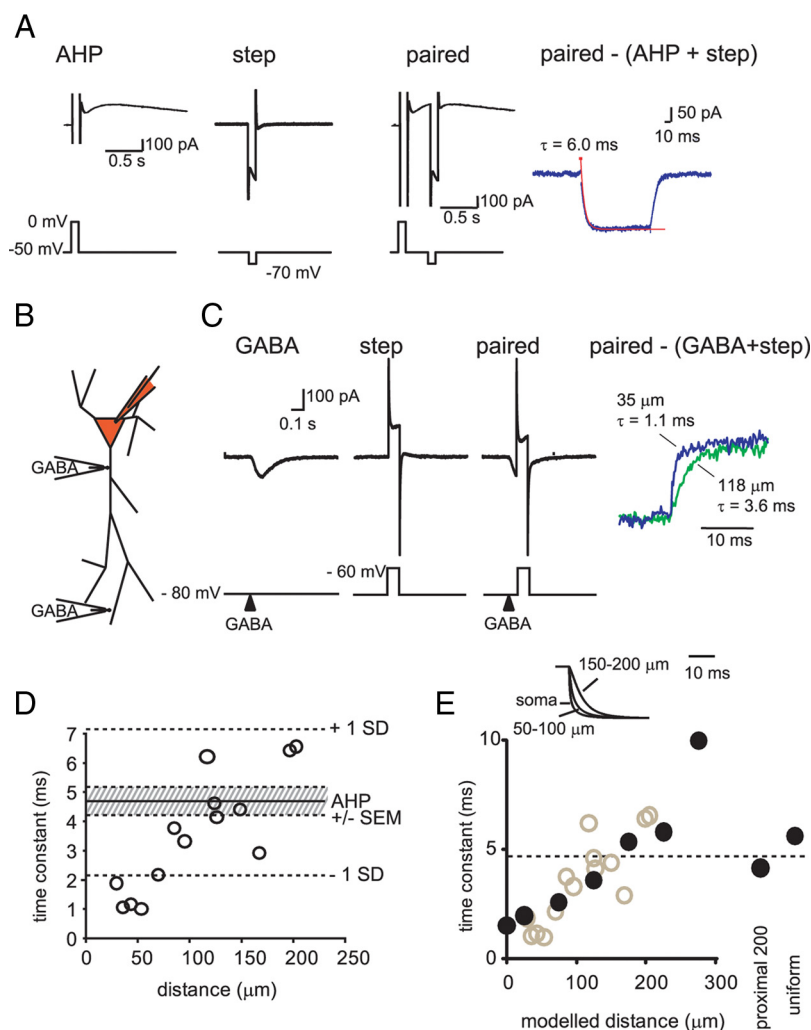 A
AHP
step
paired
paired - (AHP + step)
100 pA
0.5 s
100 pA
0.5 s
50 pA
10 ms
τ = 6.0 ms
0 mV
-50 mV
-70 mV
B
GABA
GABA
C
GABA
step
paired
paired - (GABA+step)
100 pA
0.1 s
35 μm
τ = 1.1 ms
118 μm
τ = 3.6 ms
10 ms
- 60 mV
- 80 mV
GABA
GABA
D
+ 1 SD
AHP
+/- SEM
- 1 SD
7
6
5
4
3
2
1
0
time constant (ms)
0 50 100 150 200 250
distance (μm)
E
150-200 μm
10 ms
soma
50-100 μm
10
5
0
time constant (ms)
0 100 200 300
modelled distance (μm)
proximal 200
uniform